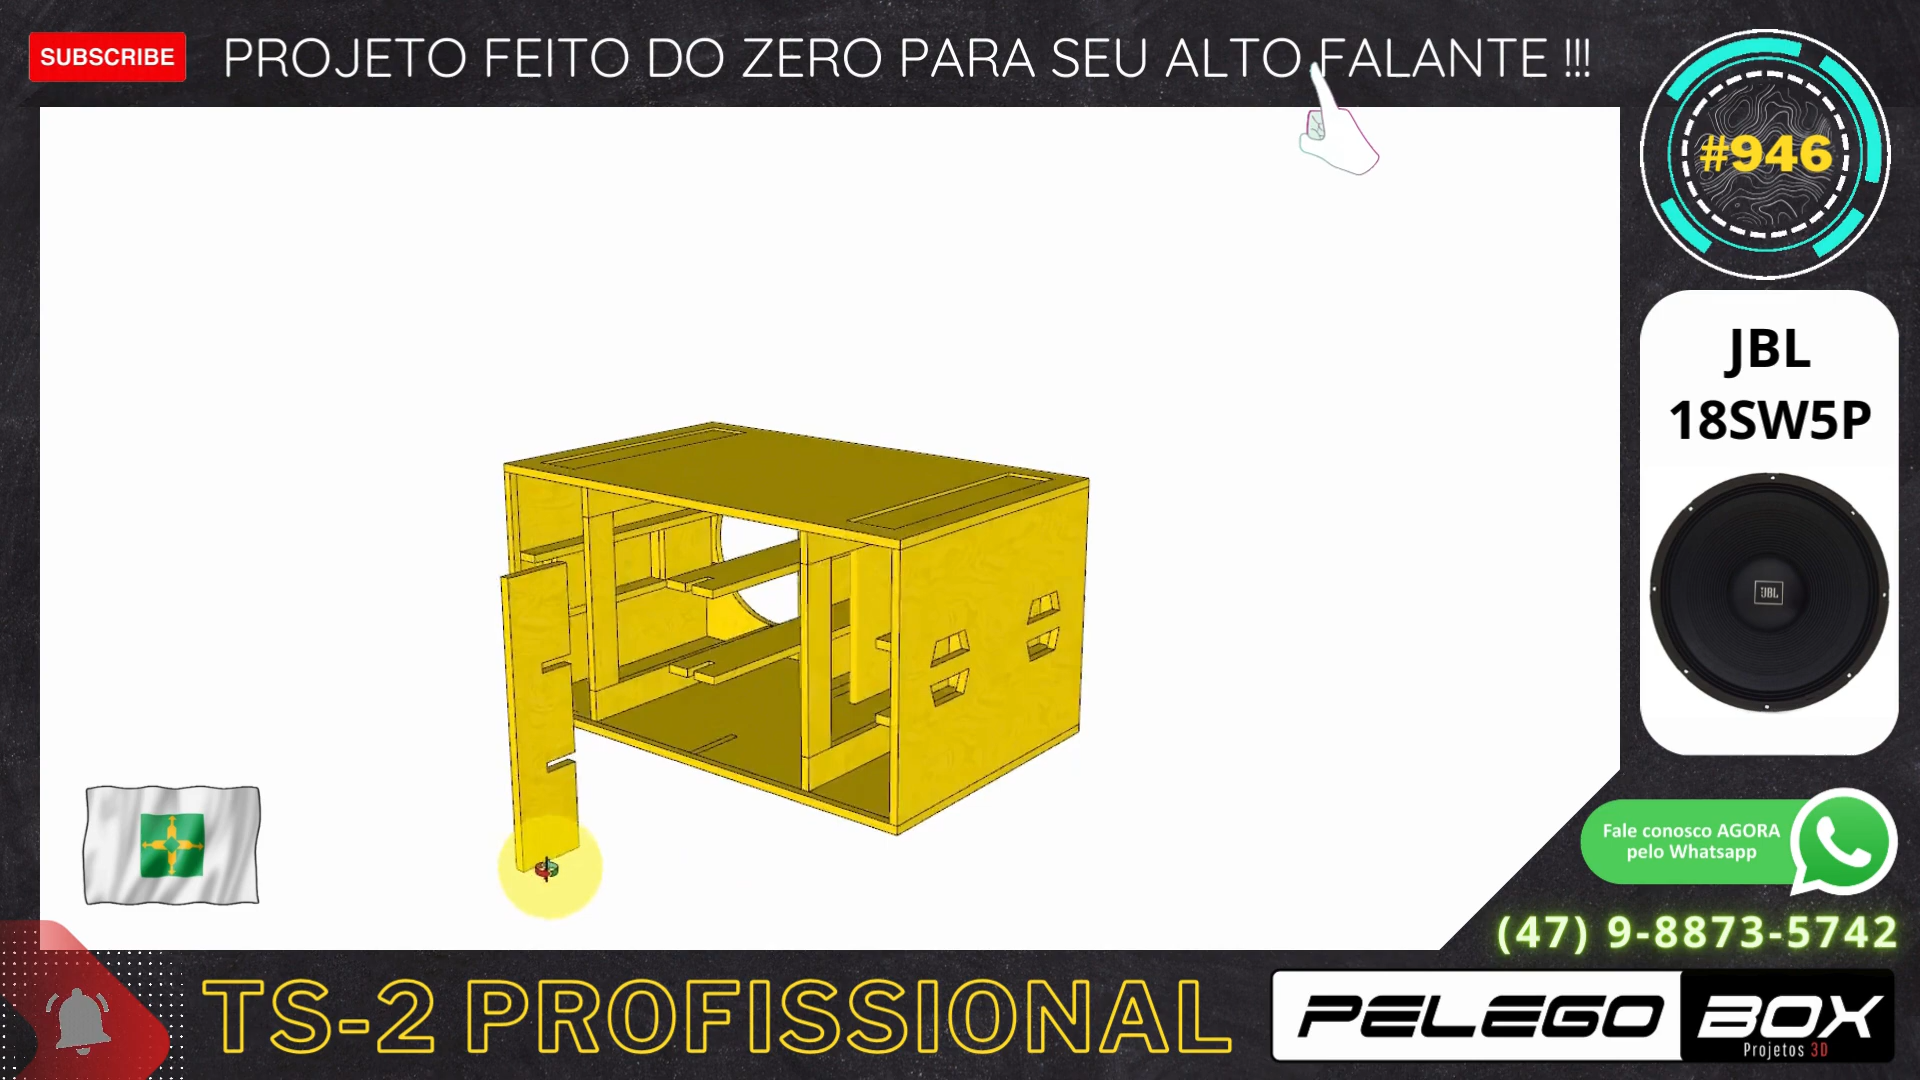 SUBSCRIBE
PROJETO FEITO DO ZERO PARA SEU ALTO FALANTE !!!
#946
JBL
18SW5P
JBL
Fale conosco AGORA
pelo Whatsapp
(47) 9-8873-5742
TS-2 PROFISSIONAL
PELEGO BOX
Projetos 3D